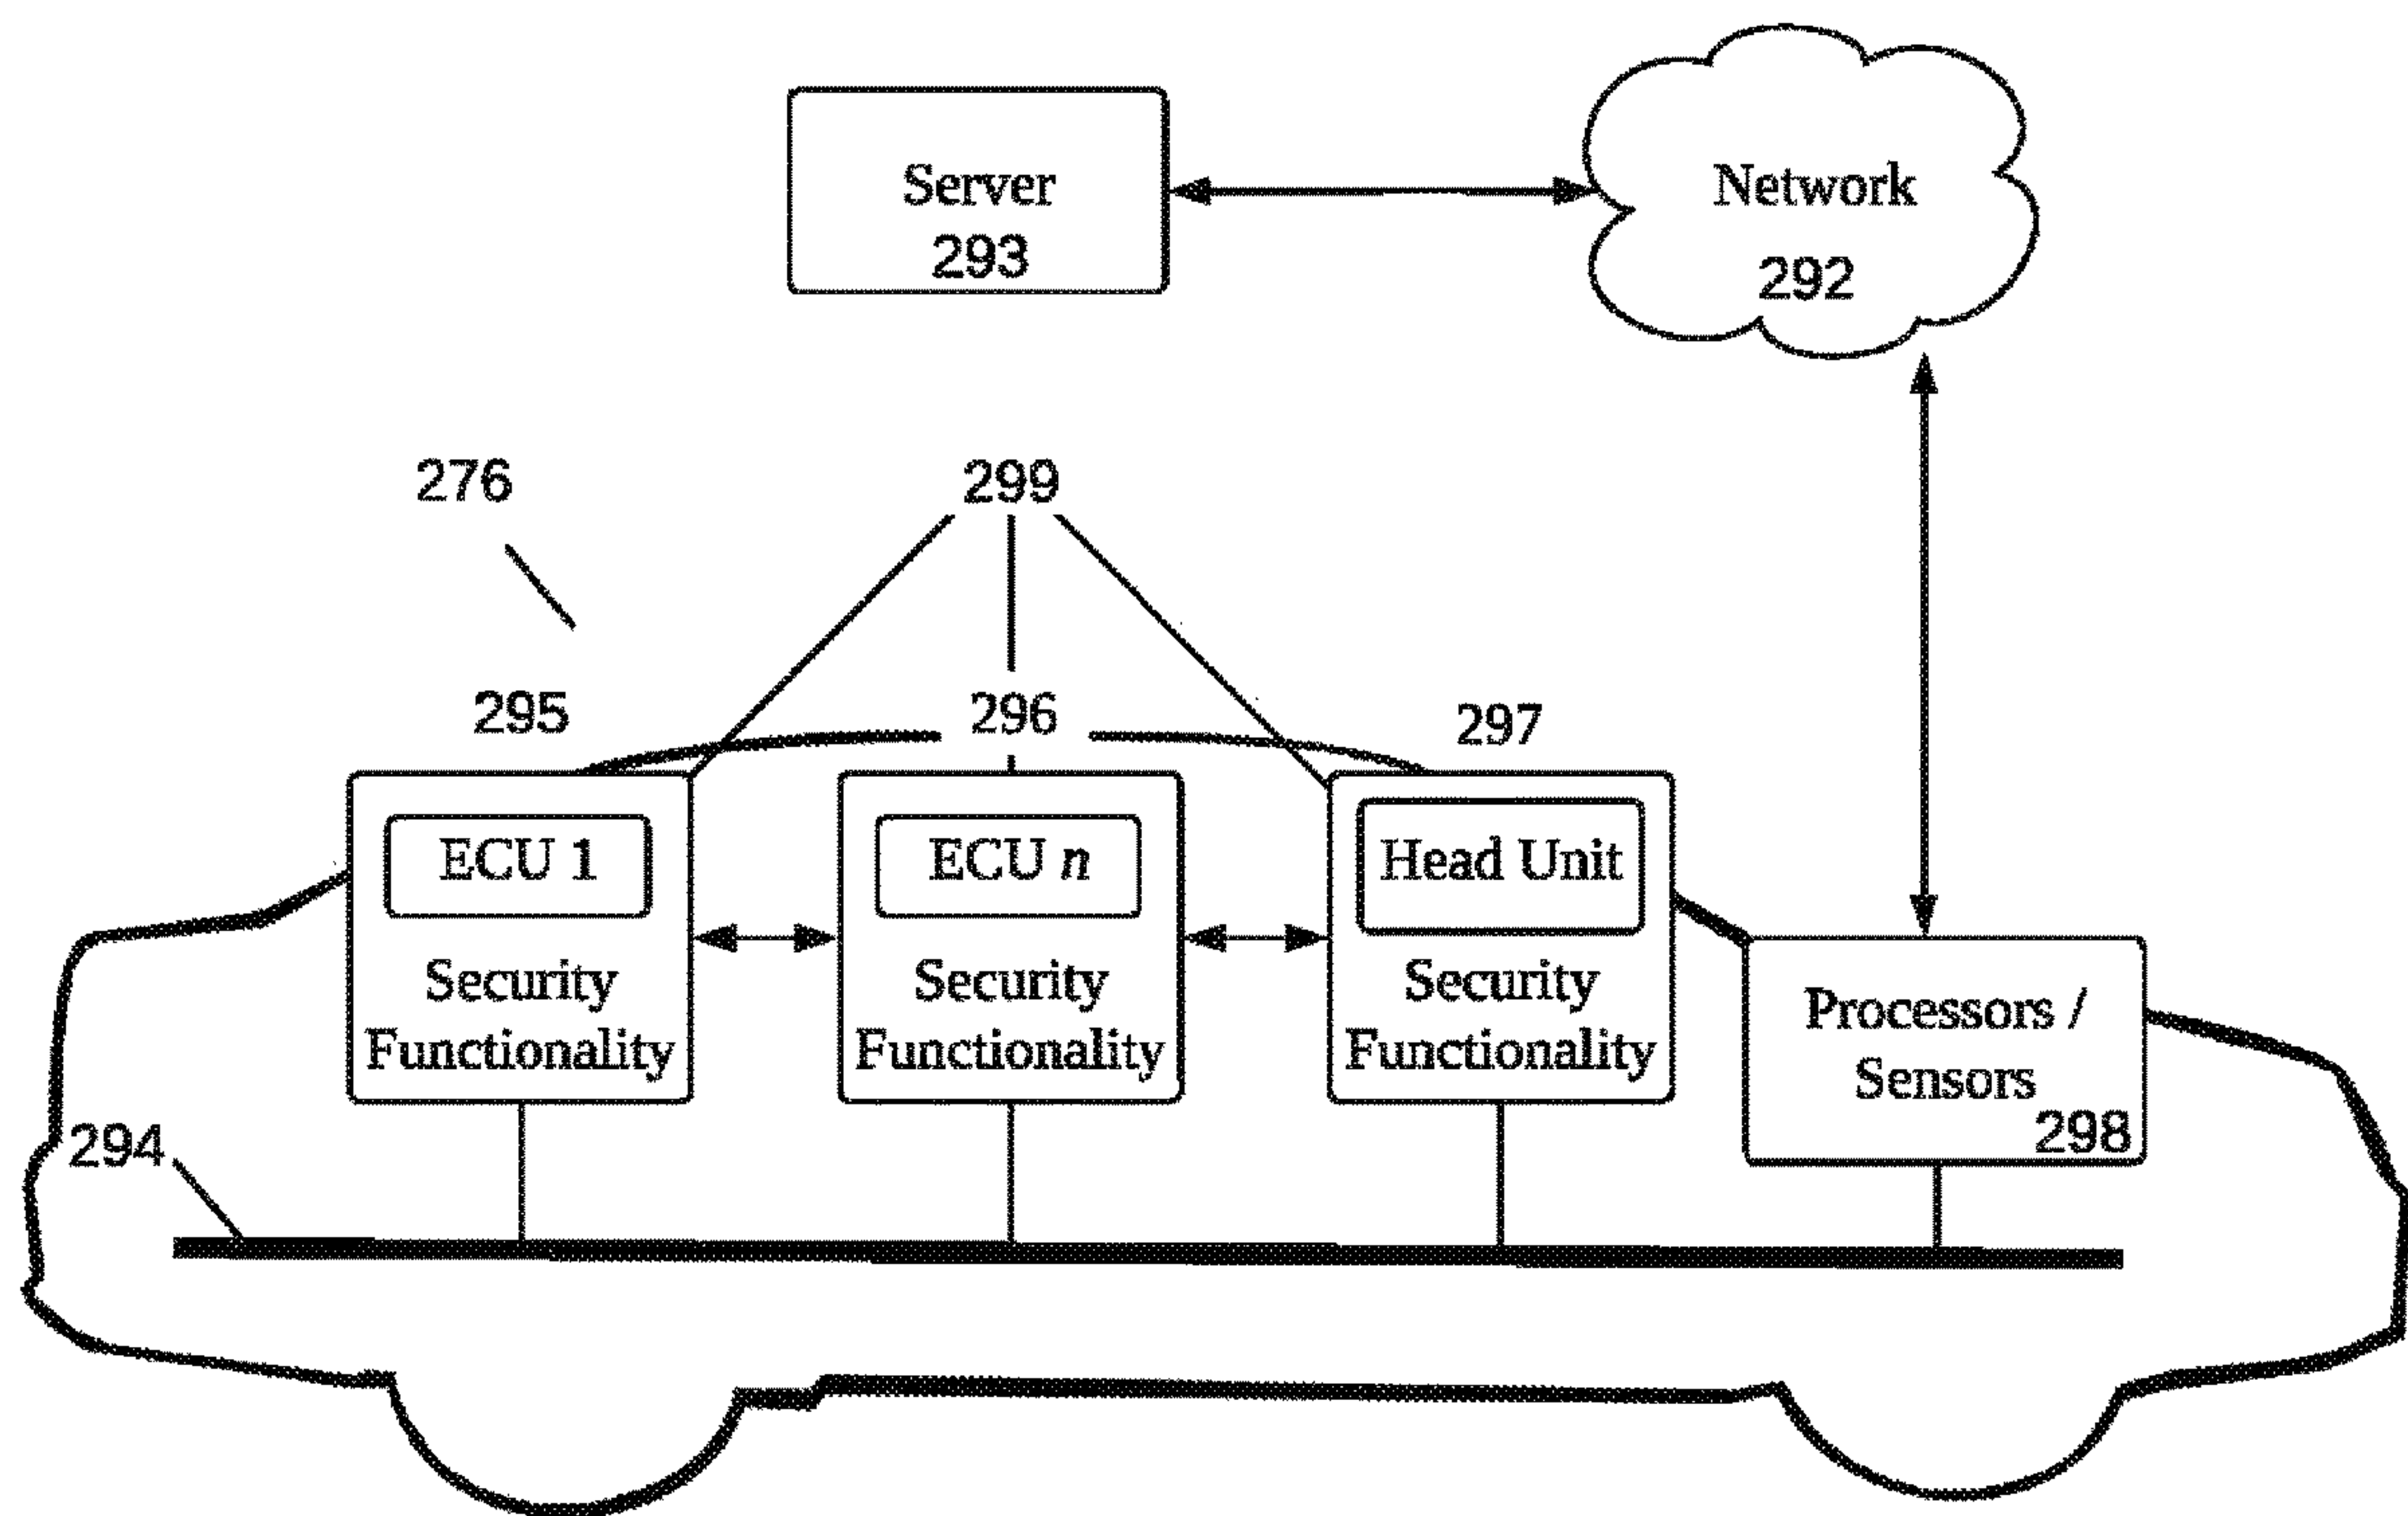 Server
293
Network
292
276
299
295
296
297
ECU 1
Security
Functionality
ECU n
Security
Functionality
Head Unit
Security
Functionality
Processors /
Sensors
298
294